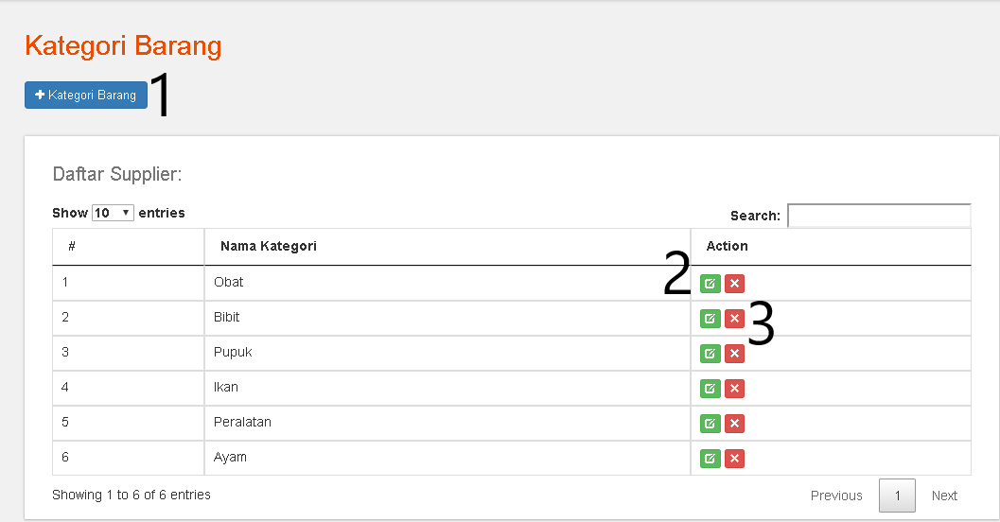 Kategori Barang
Kategori Barang 1
Daftar Supplier:
Show 10 entries Search:
# Nama Kategori Action
1 Obat 2
2 Bibit 3
3 Pupuk
4 Ikan
5 Peralatan
6 Ayam
Showing 1 to 6 of 6 entries Previous 1 Next